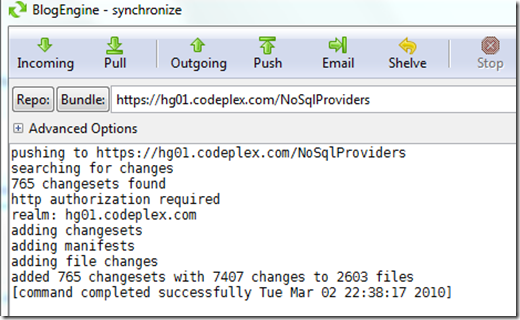 BlogEngine - synchronize
Incoming Pull Outgoing Push Email Shelve Stop
Repo: Bundle: https://hg01.codeplex.com/NoSqlProviders
Advanced Options
pushing to https://hg01.codeplex.com/NoSqlProviders
searching for changes
765 changesets found
http authorization required
realm: hg01.codeplex.com
adding changesets
adding manifests
adding file changes
added 765 changesets with 7407 changes to 2603 files
[command completed successfully Tue Mar 02 22:38:17 2010]